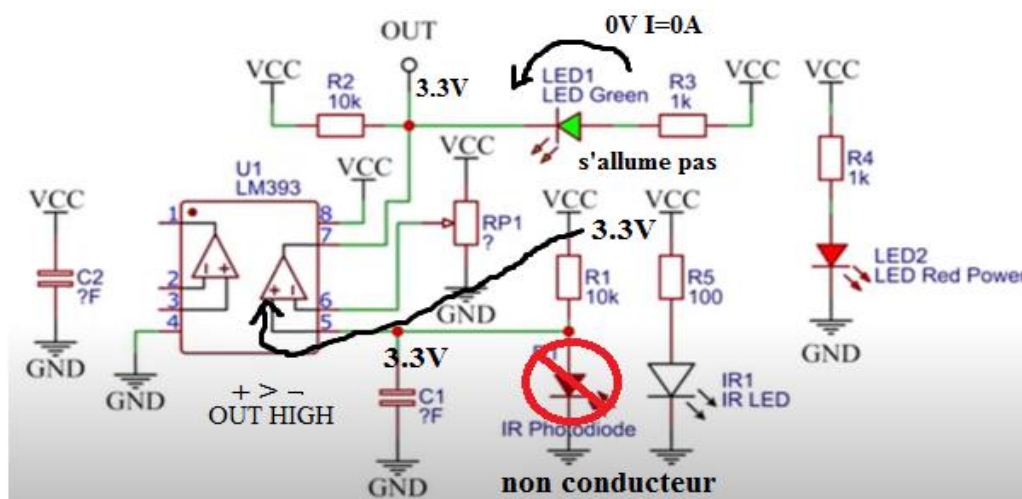 0V I=0A
OUT
VCC
R2
10k
3.3V
LED1
LED Green
R3
1k
VCC
s'allume pas
VCC
R4
1k
LED2
LED Red Power
GND
U1
LM393
VCC
VCC
RP1
?
GND
1
2
3
4
8
7
6
5
- +
+ -
VCC
C2
?F
GND
GND
+ > -
OUT HIGH
3.3V
C1
?F
GND
VCC
3.3V
R1
10k
IR Photodiode
GND
VCC
R5
100
IR1
IR LED
GND
non conducteur